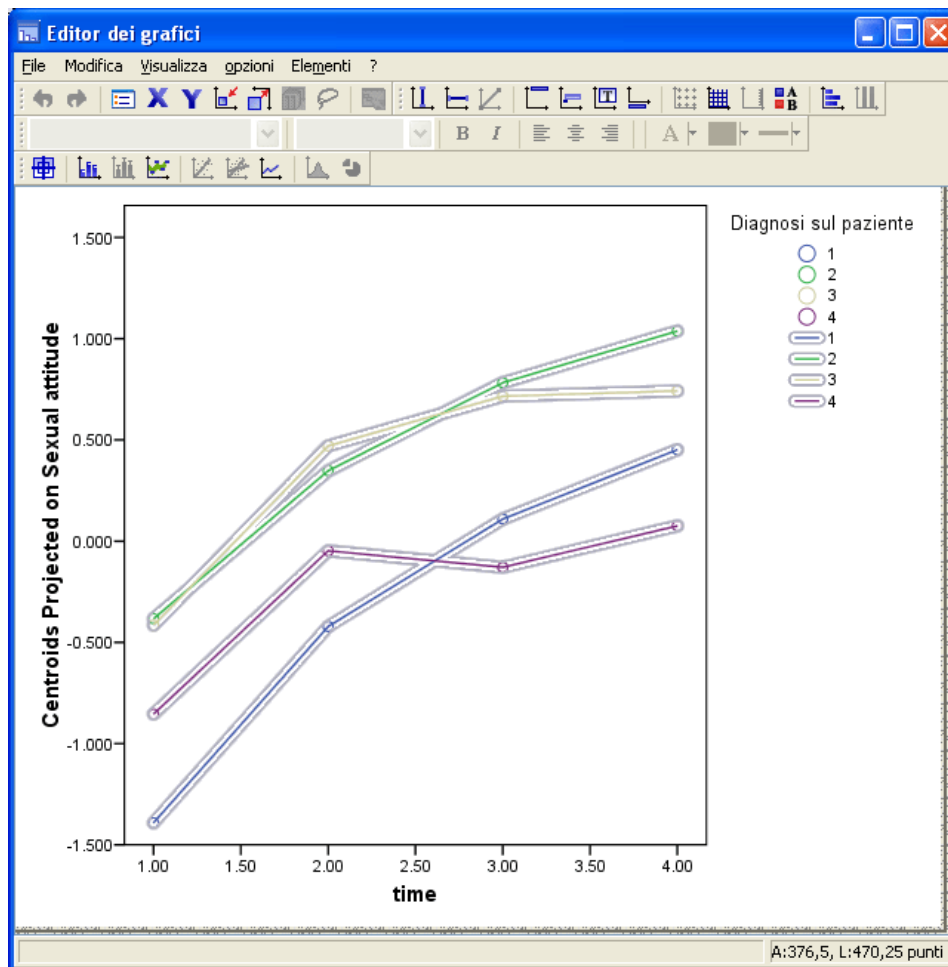 Editor dei grafici
File Modifica Visualizza opzioni Elementi ?
X Y T A B
B I A
Diagnosi sul paziente
1
2
3
4
1
2
3
4
Centroids Projected on Sexual attitude
1.500
1.000
0.500
0.000
-0.500
-1.000
-1.500
1.00 1.50 2.00 2.50 3.00 3.50 4.00
time
A:376,5, L:470,25 punti